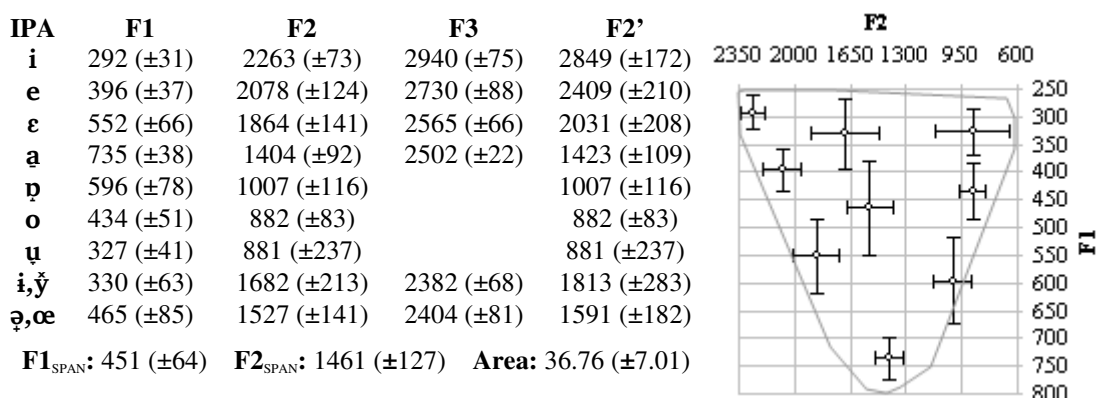 IPA F1 F2 F3 F2’
i 292 (±31) 2263 (±73) 2940 (±75) 2849 (±172)
e 396 (±37) 2078 (±124) 2730 (±88) 2409 (±210)
ɛ 552 (±66) 1864 (±141) 2565 (±66) 2031 (±208)
a̱ 735 (±38) 1404 (±92) 2502 (±22) 1423 (±109)
ɒ 596 (±78) 1007 (±116) 1007 (±116)
o 434 (±51) 882 (±83) 882 (±83)
ṳ 327 (±41) 881 (±237) 881 (±237)
ɨ,y̌ 330 (±63) 1682 (±213) 2382 (±68) 1813 (±283)
ə̟,œ 465 (±85) 1527 (±141) 2404 (±81) 1591 (±182)
F1SPAN: 451 (±64) F2SPAN: 1461 (±127) Area: 36.76 (±7.01)
F2
2350 2000 1650 1300 950 600
250
300
350
400
450
500
550
600
650
700
750
800
F1